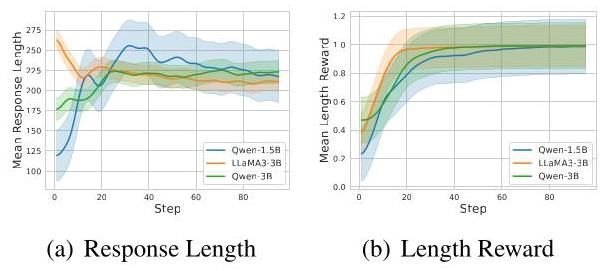 275
250
225
200
175
150
125
100
Mean Response Length
0 20 40 60 80
Step
Qwen-1.5B
LLaMA3-3B
Qwen-3B
(a) Response Length
1.2
1.0
0.8
0.6
0.4
0.2
0.0
Mean Length Reward
0 20 40 60 80
Step
Qwen-1.5B
LLaMA3-3B
Qwen-3B
(b) Length Reward